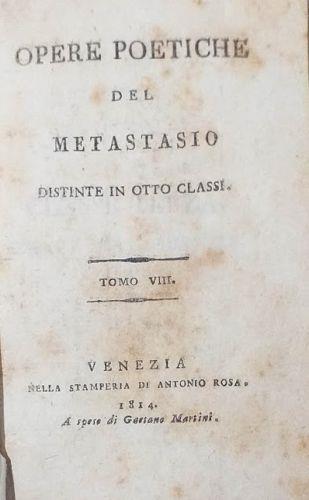 OPERE POETICHE
DEL
METASTASIO
DISTINTE IN OTTO CLASSI.
TOMO VIII.
VENEZIA
NELLA STAMPERIA DI ANTONIO ROSA.
1814.
A spese di Gaetano Martini.